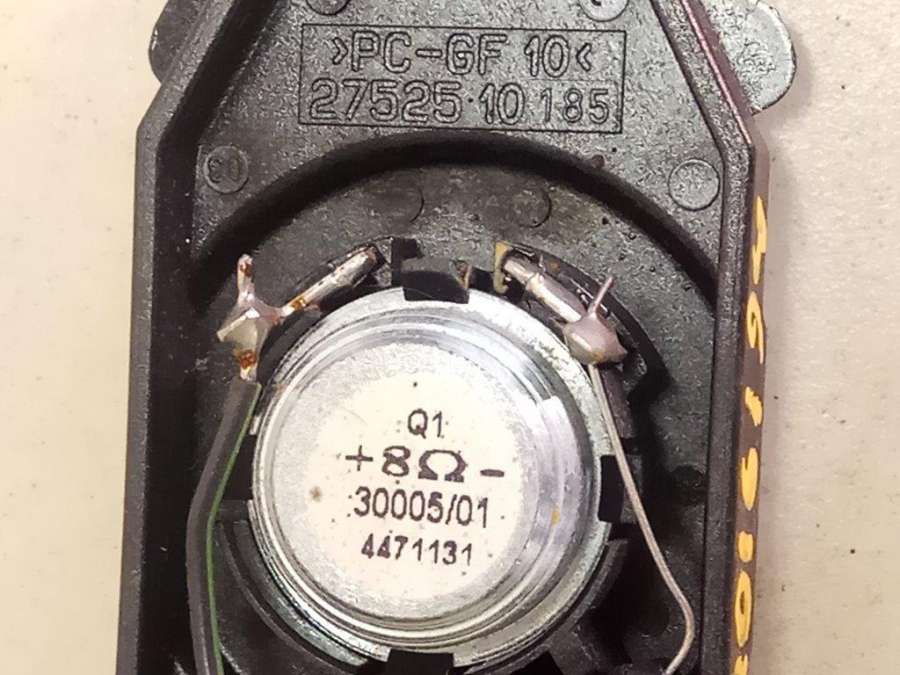 >PC-GF 10<
27525 10 185
Q1
+8Ω-
30005/01
4471131